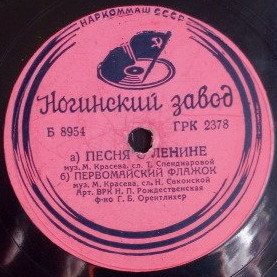 НАРКОММАШ СССР
Ногинский завод
Б 8954 ГРК 2378
а) ПЕСНЯ О ЛЕНИНЕ
муз. М. Красева, сл. Т. Спендиаровой
б) ПЕРВОМАЙСКИЙ ФЛАЖОК
муз. М. Красева, сл. Н. Саконской
Арт. ВРК Н. П. Рождественская
ф-но Г. Б. Орентлихер